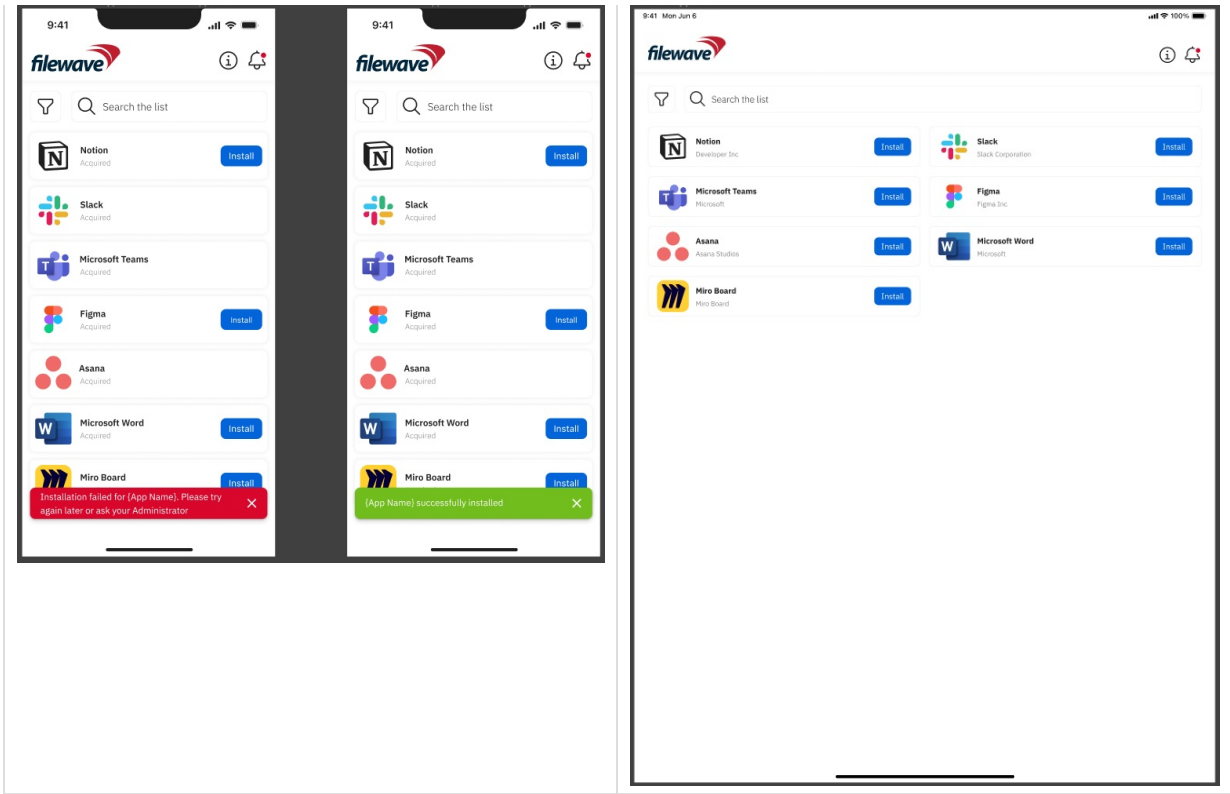 9:41
filewave
Search the list
Notion
Acquired
Install
Slack
Acquired
Microsoft Teams
Acquired
Figma
Acquired
Install
Asana
Acquired
Microsoft Word
Acquired
Install
Miro Board
Install
Installation failed for {App Name}. Please try
again later or ask your Administrator
9:41
filewave
Search the list
Notion
Acquired
Install
Slack
Acquired
Microsoft Teams
Acquired
Figma
Acquired
Install
Asana
Acquired
Microsoft Word
Acquired
Install
Miro Board
Install
{App Name} successfully installed
9:41 Mon Jun 6
100%
filewave
Search the list
Notion
Developer Inc
Install
Slack
Slack Corporation
Install
Microsoft Teams
Microsoft
Install
Figma
Figma Inc
Install
Asana
Asana Studios
Install
Microsoft Word
Microsoft
Install
Miro Board
Miro Board
Install